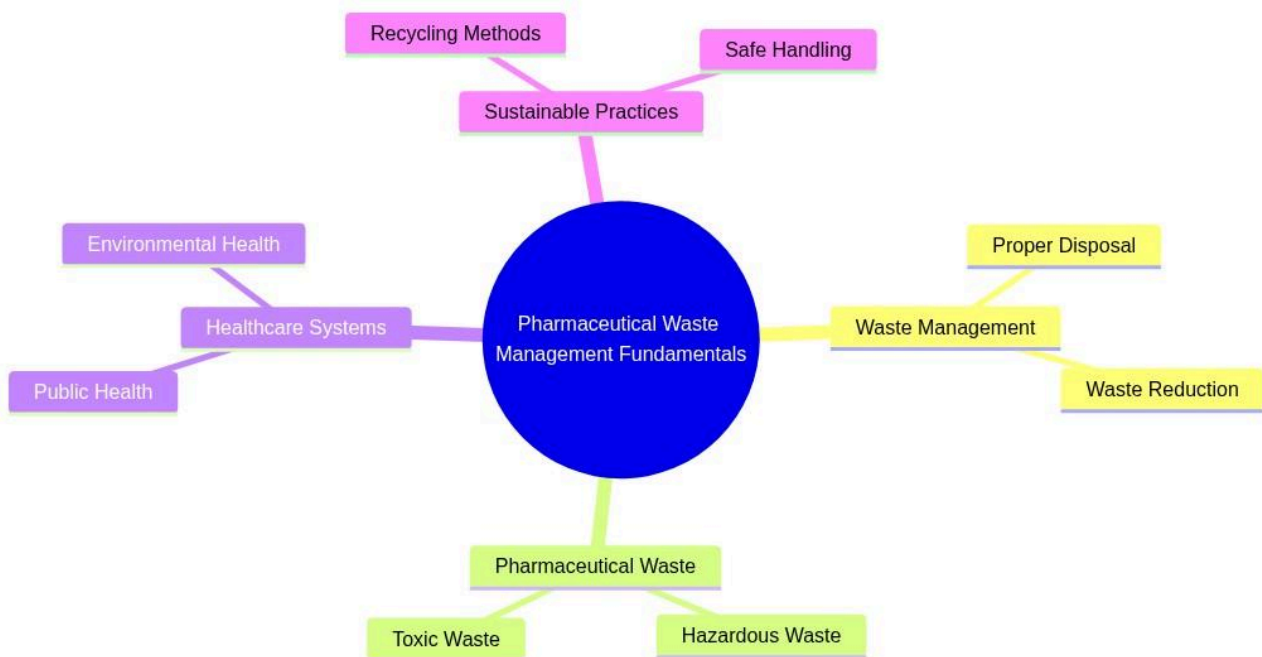 Recycling Methods
Safe Handling
Sustainable Practices
Environmental Health
Healthcare Systems
Public Health
Pharmaceutical Waste
Management Fundamentals
Proper Disposal
Waste Management
Waste Reduction
Pharmaceutical Waste
Toxic Waste
Hazardous Waste